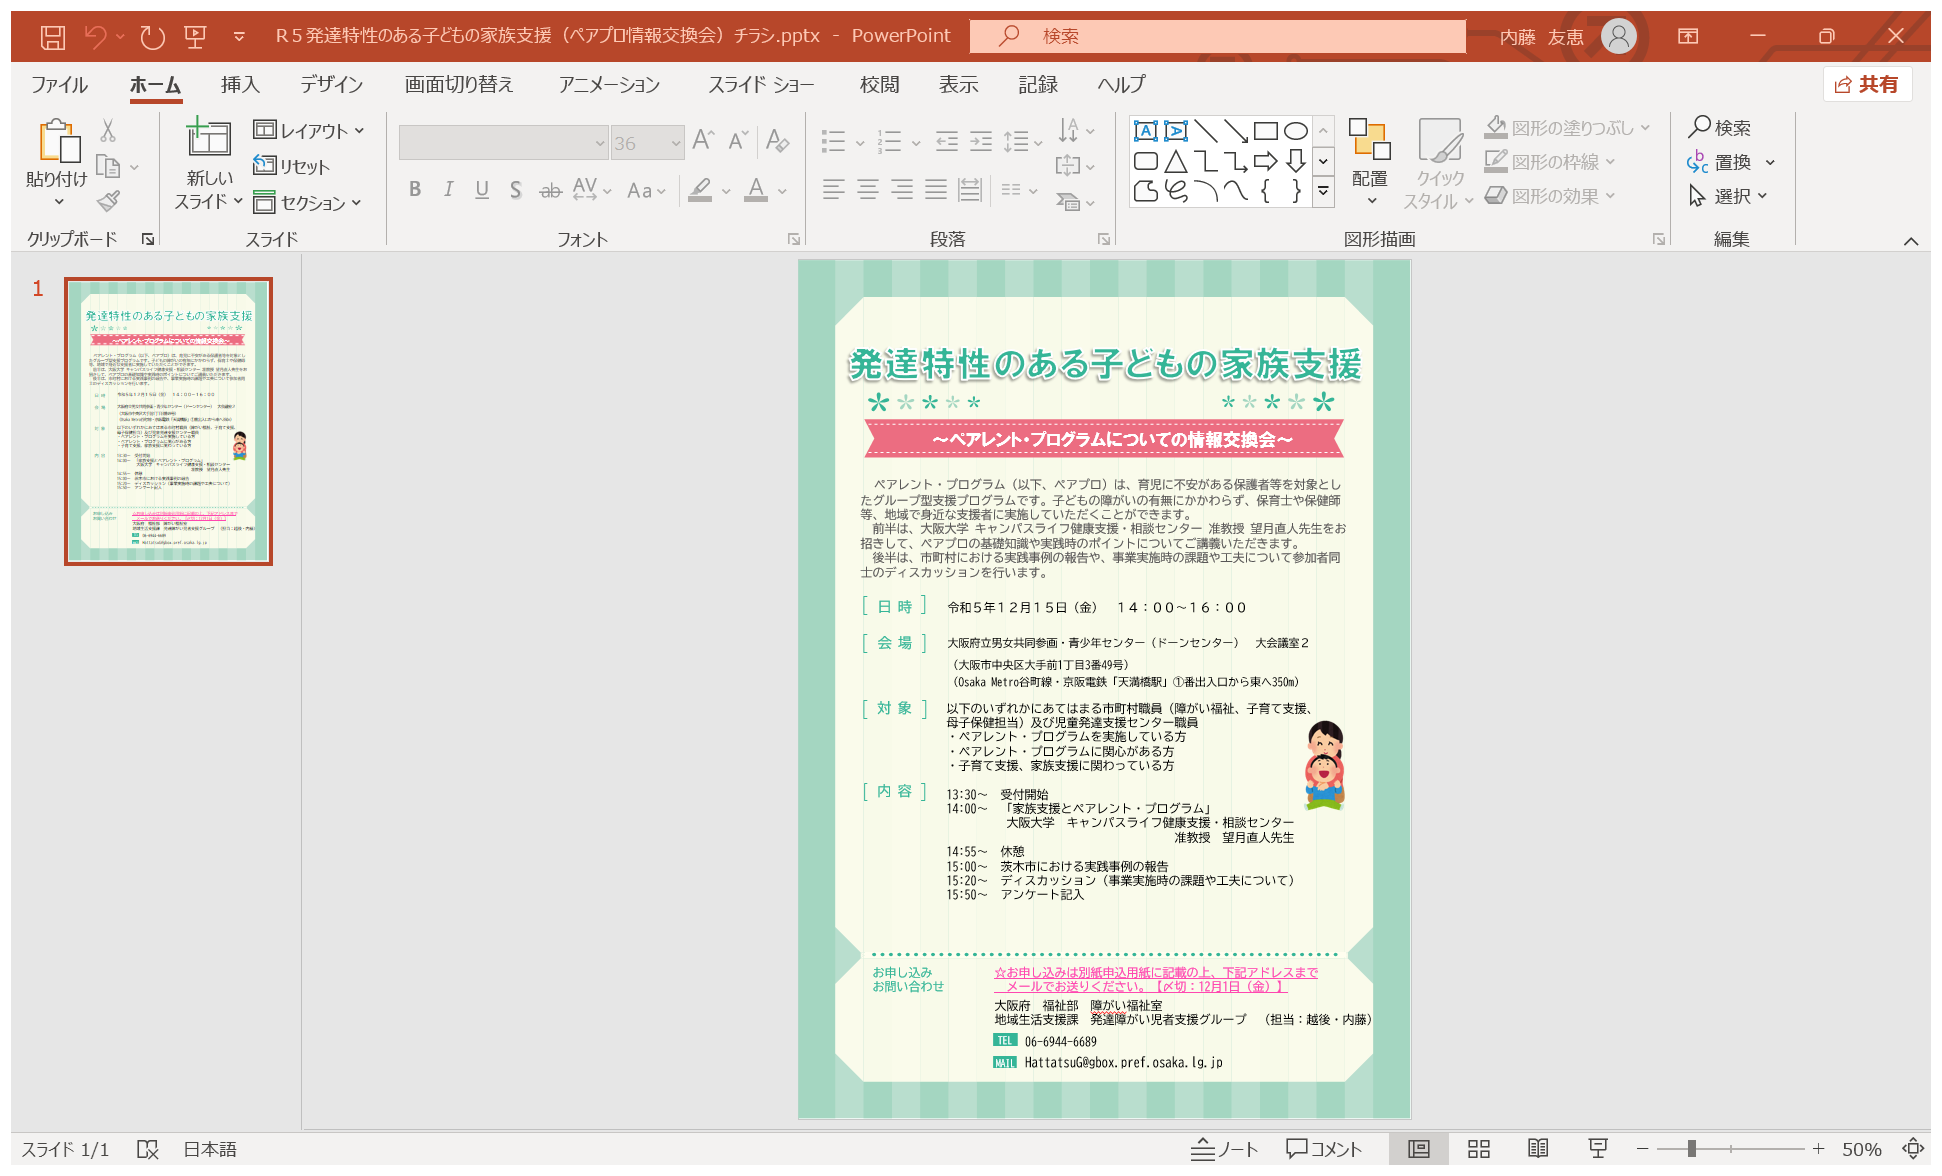 R５発達特性のある子どもの家族支援（ペアプロ情報交換会）チラシ.pptx - PowerPoint
検索
内藤 友恵
ファイル ホーム 挿入 デザイン 画面切り替え アニメーション スライド ショー 校閲 表示 記録 ヘルプ 共有
貼り付け
クリップボード
新しい
スライド
レイアウト
リセット
セクション
スライド
36
フォント
段落
配置
クイック
スタイル
図形の塗りつぶし
図形の枠線
図形の効果
図形描画
検索
置換
選択
編集
1
発達特性のある子どもの家族支援
～ペアレント・プログラムについての情報交換会～
ペアレント・プログラム（以下、ペアプロ）は、育児に不安がある保護者等を対象とし
たグループ型支援プログラムです。子どもの障がいの有無にかかわらず、保育士や保健師
等、地域で身近な支援者に実施していただくことができます。
前半は、大阪大学 キャンパスライフ健康支援・相談センター 准教授 望月直人先生をお
招きして、ペアプロの基礎知識や実践時のポイントについてご講義いただきます。
後半は、市町村における実践事例の報告や、事業実施時の課題や工夫について参加者同
士のディスカッションを行います。
［日 時］ 令和５年１２月１５日（金） １４：００～１６：００
［会 場］ 大阪府立男女共同参画・青少年センター（ドーンセンター） 大会議室２
（大阪市中央区大手前1丁目3番49号）
（Osaka Metro谷町線・京阪電鉄「天満橋駅」①番出入口から東へ350m）
［対 象］ 以下のいずれかにあてはまる市町村職員（障がい福祉、子育て支援、
母子保健担当）及び児童発達支援センター職員
・ペアレント・プログラムを実施している方
・ペアレント・プログラムに関心がある方
・子育て支援、家族支援に関わっている方
［内 容］ 13:30～ 受付開始
14:00～ 「家族支援とペアレント・プログラム」
大阪大学 キャンパスライフ健康支援・相談センター
准教授 望月直人先生
14:55～ 休憩
15:00～ 茨木市における実践事例の報告
15:20～ ディスカッション（事業実施時の課題や工夫について）
15:50～ アンケート記入
お申し込み
お問い合わせ
☆お申し込みは別紙申込用紙に記載の上、下記アドレスまで
メールでお送りください。【〆切：12月1日（金）】
大阪府 福祉部 障がい福祉室
地域生活支援課 発達障がい児者支援グループ （担当：越後・内藤）
TEL 06-6944-6689
MAIL HattatsuG@gbox.pref.osaka.lg.jp
スライド 1/1 日本語 ノート コメント 50%